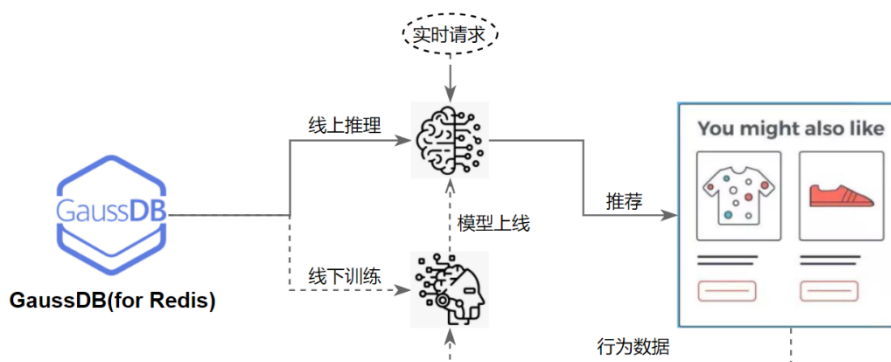 实时请求
线上推理
You might also like
GaussDB
推荐
模型上线
线下训练
GaussDB(for Redis)
行为数据